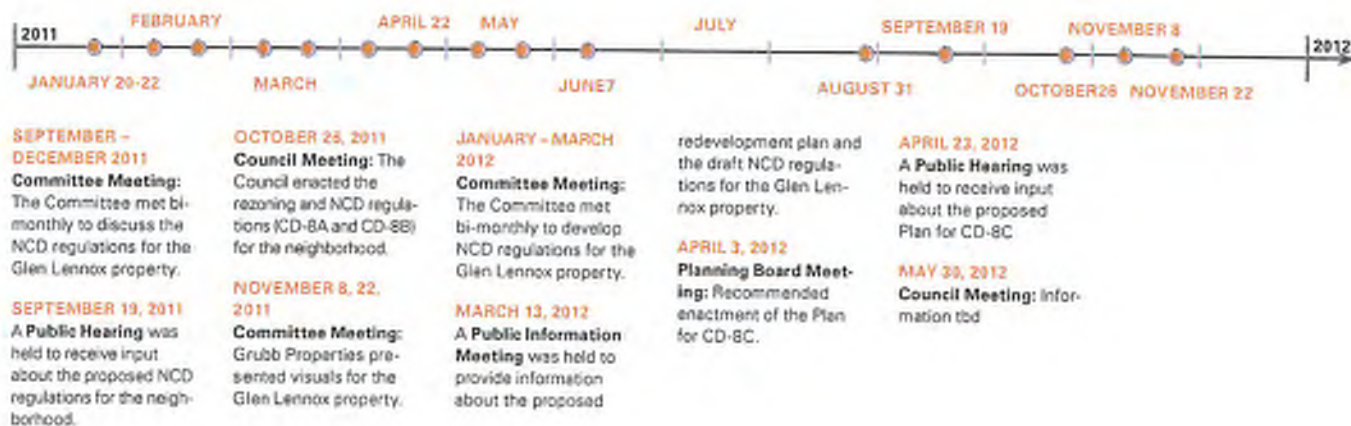 FEBRUARY APRIL 22 MAY JULY SEPTEMBER 19 NOVEMBER 8
2011 2012
JANUARY 20-22 MARCH JUNE7 AUGUST 31 OCTOBER26 NOVEMBER 22
SEPTEMBER –
DECEMBER 2011
Committee Meeting:
The Committee met bi-
monthly to discuss the
NCD regulations for the
Glen Lennox property.
SEPTEMBER 19, 2011
A Public Hearing was
held to receive input
about the proposed NCD
regulations for the neigh-
borhood.
OCTOBER 26, 2011
Council Meeting: The
Council enacted the
rezoning and NCD regula-
tions (CD-8A and CD-8B)
for the neighborhood.
NOVEMBER 8, 22,
2011
Committee Meeting:
Grubb Properties pre-
sented visuals for the
Glen Lennox property.
JANUARY – MARCH
2012
Committee Meeting:
The Committee met
bi-monthly to develop
NCD regulations for the
Glen Lennox property.
MARCH 13, 2012
A Public Information
Meeting was held to
provide information
about the proposed
redevelopment plan and
the draft NCD regula-
tions for the Glen Len-
nox property.
APRIL 3, 2012
Planning Board Meet-
ing: Recommended
enactment of the Plan
for CD-8C.
APRIL 23, 2012
A Public Hearing was
held to receive input
about the proposed
Plan for CD-8C
MAY 30, 2012
Council Meeting: Infor-
mation tbd